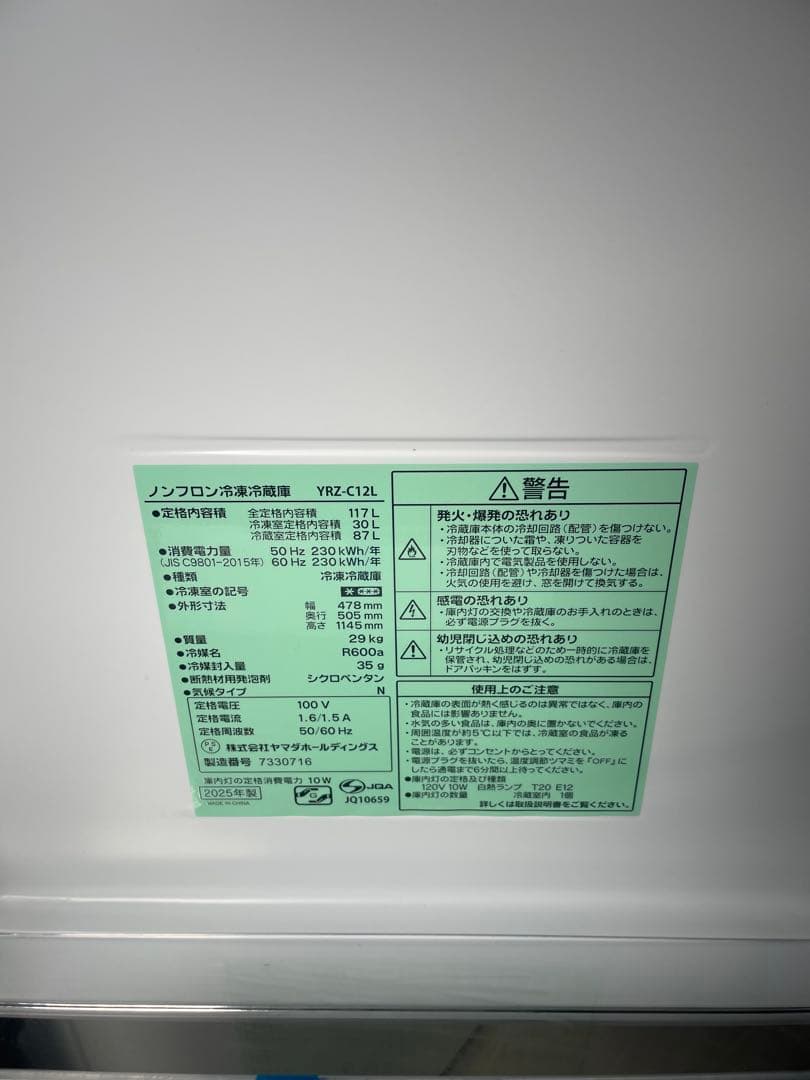 ノンフロン冷凍冷蔵庫 YRZ-C12L
●定格内容積 全定格内容積 117 L
冷凍室定格内容積 30 L
冷蔵室定格内容積 87 L
●消費電力量 50 Hz 230 kWh/年
(JIS C9801-2015年) 60 Hz 230 kWh/年
●種類 冷凍冷蔵庫
●冷凍室の記号
●外形寸法 幅 478 mm
奥行 505 mm
高さ 1145 mm
●質量 29 kg
●冷媒名 R600a
●冷媒封入量 35 g
●断熱材用発泡剤 シクロペンタン
●気候タイプ N
定格電圧 100 V
定格電流 1.6/1.5 A
定格周波数 50/60 Hz
PSE 株式会社ヤマダホールディングス
製造番号 7330716
庫内灯の定格消費電力 10 W
2025年製
MADE IN CHINA
G
JQA
JQ10659
警告
発火・爆発の恐れあり
・冷蔵庫本体の冷却回路(配管)を傷つけない。
・冷却器についた霜や、凍りついた容器を
刃物などを使って取らない。
・冷蔵庫内で電気製品を使用しない。
・冷却回路(配管)や冷却器を傷つけた場合は、
火気の使用を避け、窓を開けて換気する。
感電の恐れあり
・庫内灯の交換や冷蔵庫のお手入れのときは、
必ず電源プラグを抜く。
幼児閉じ込めの恐れあり
・リサイクル処理などのため一時的に冷蔵庫を
保管され、幼児閉じ込めの恐れがある場合は、
ドアパッキンをはずす。
使用上のご注意
・冷蔵庫の表面が熱く感じるのは異常ではなく、庫内の
食品には影響ありません。
・水気の多い食品は、庫内の奥に置かないでください。
・周囲温度が約5℃以下では、冷蔵室の食品が凍る
ことがあります。
・電源は、必ずコンセントからとってください。
・電源プラグを抜いたら、温度調節ツマミを「OFF」に
したら通電まで6分間以上待ってください。
●庫内灯の定格及び種類
120V 10W 白熱ランプ T20 E12
●庫内灯の数量 冷蔵室内 1個
詳しくは取扱説明書をご覧ください。